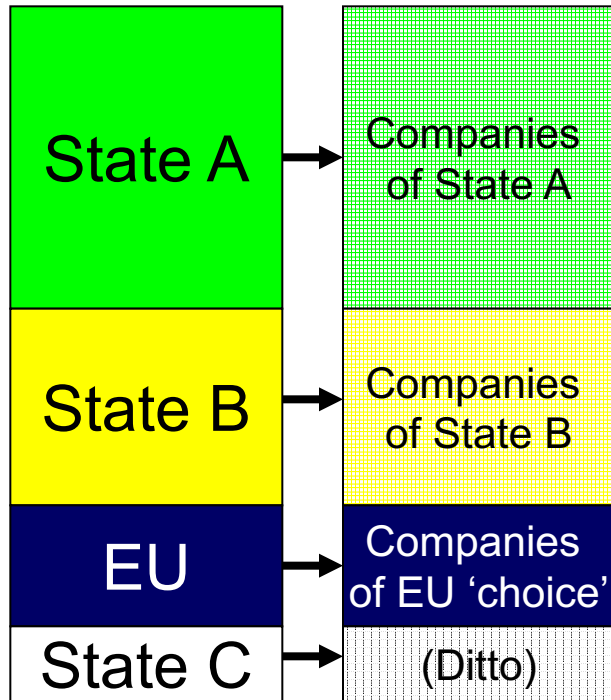 State A
Companies
of State A
State B
Companies
of State B
EU
Companies
of EU ‘choice’
State C
(Ditto)